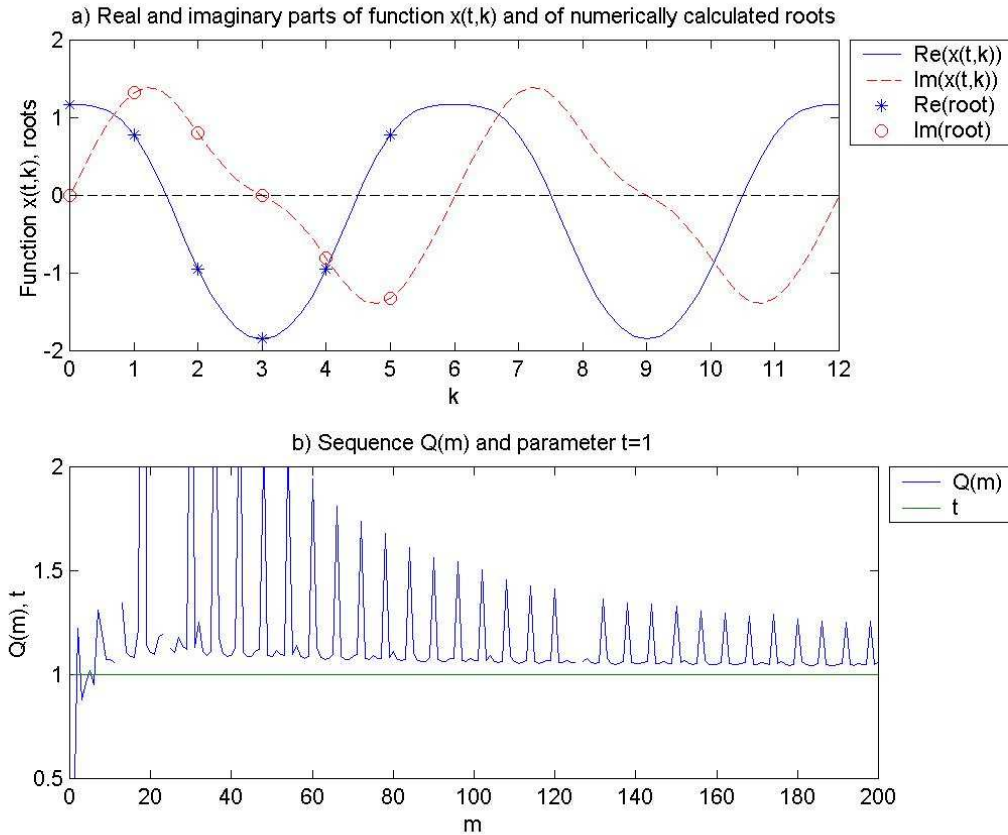 a) Real and imaginary parts of function x(t,k) and of numerically calculated roots
2
1
0
-1
-2
Function x(t,k), roots
0 1 2 3 4 5 6 7 8 9 10 11 12
k
Re(x(t,k))
Im(x(t,k))
Re(root)
Im(root)
b) Sequence Q(m) and parameter t=1
2
1.5
1
0.5
Q(m), t
0 20 40 60 80 100 120 140 160 180 200
m
Q(m)
t